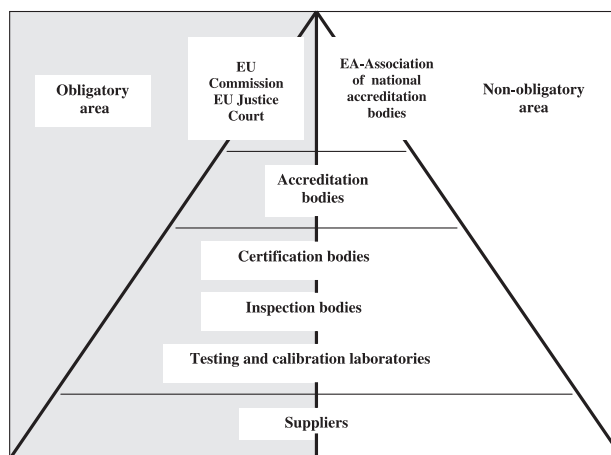 Obligatory
area
EU
Commission
EU Justice
Court
EA-Association
of national
accreditation
bodies
Non-obligatory
area
Accreditation
bodies
Certification bodies
Inspection bodies
Testing and calibration laboratories
Suppliers